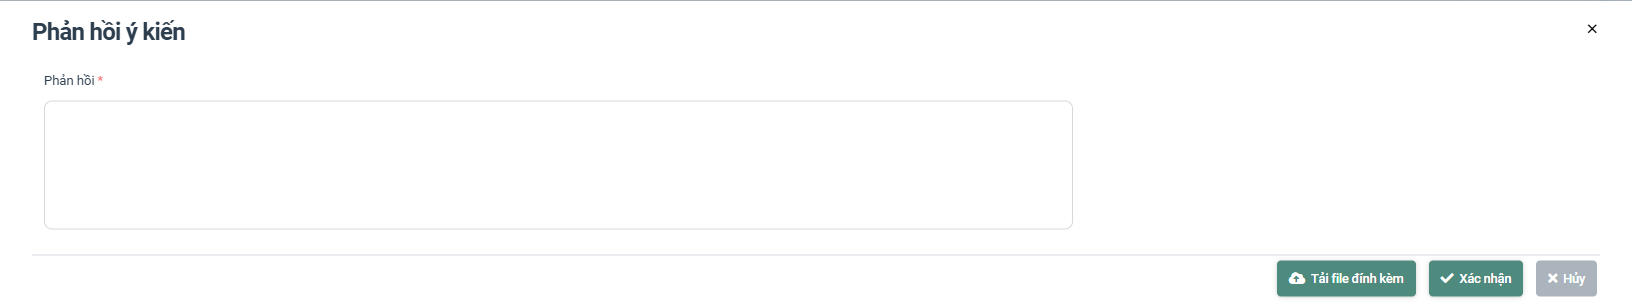 Phản hồi ý kiến
Phản hồi *
Tải file đính kèm
Xác nhận
Hủy